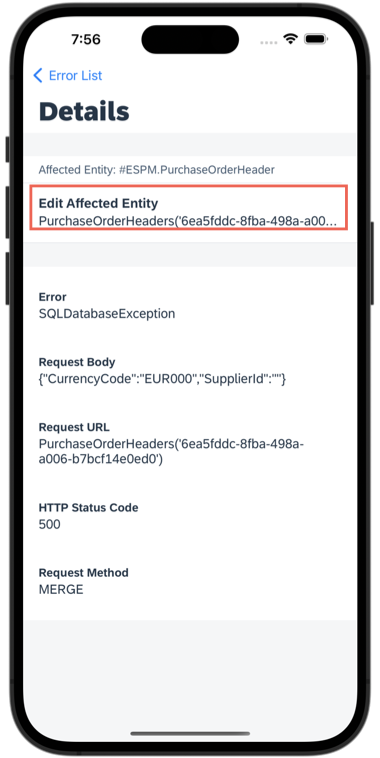 7:56
Error List
Details
Affected Entity: #ESPM.PurchaseOrderHeader
Edit Affected Entity
PurchaseOrderHeaders('6ea5fddc-8fba-498a-a00...
Error
SQLDatabaseException
Request Body
{"CurrencyCode":"EUR000","SupplierId":""}
Request URL
PurchaseOrderHeaders('6ea5fddc-8fba-498a-
a006-b7bcf14e0ed0')
HTTP Status Code
500
Request Method
MERGE